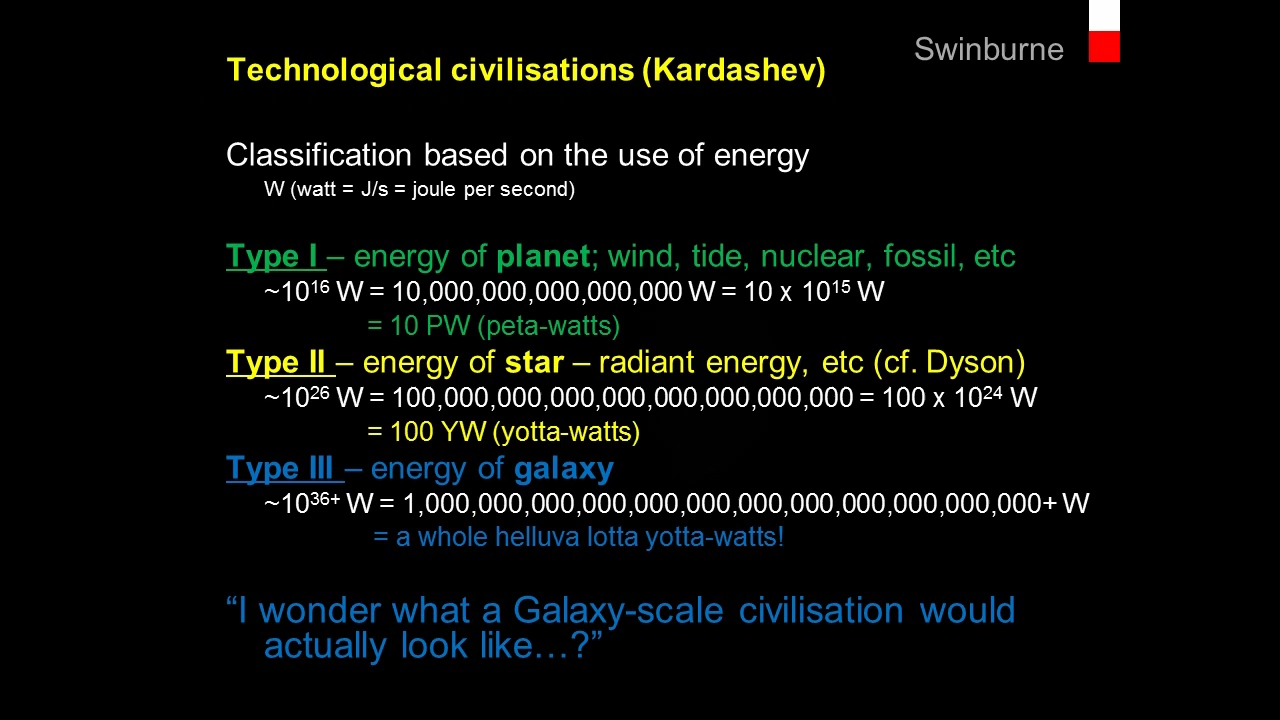 Swinburne
Technological civilisations (Kardashev)
Classification based on the use of energy
W (watt = J/s = joule per second)
Type I – energy of planet; wind, tide, nuclear, fossil, etc
~10¹⁶ W = 10,000,000,000,000,000 W = 10 x 10¹⁵ W
= 10 PW (peta-watts)
Type II – energy of star – radiant energy, etc (cf. Dyson)
~10²⁶ W = 100,000,000,000,000,000,000,000,000 = 100 x 10²⁴ W
= 100 YW (yotta-watts)
Type III – energy of galaxy
~10³⁶⁺ W = 1,000,000,000,000,000,000,000,000,000,000,000,000+ W
= a whole helluva lotta yotta-watts!
“I wonder what a Galaxy-scale civilisation would
actually look like…?”